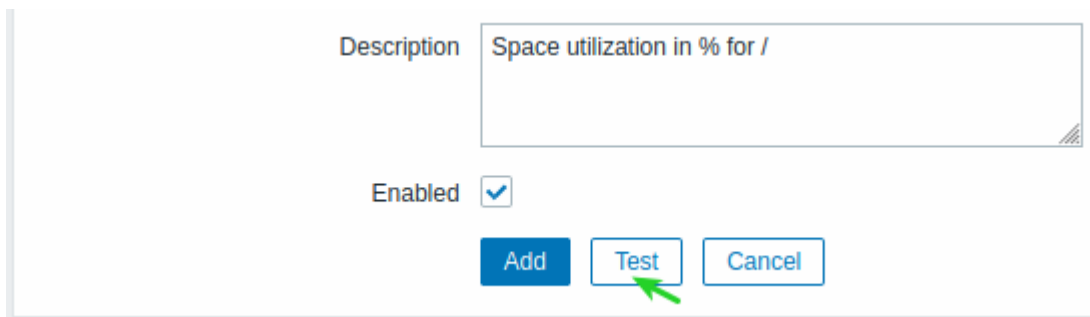 Description
Space utilization in % for /
Enabled
Add Test Cancel